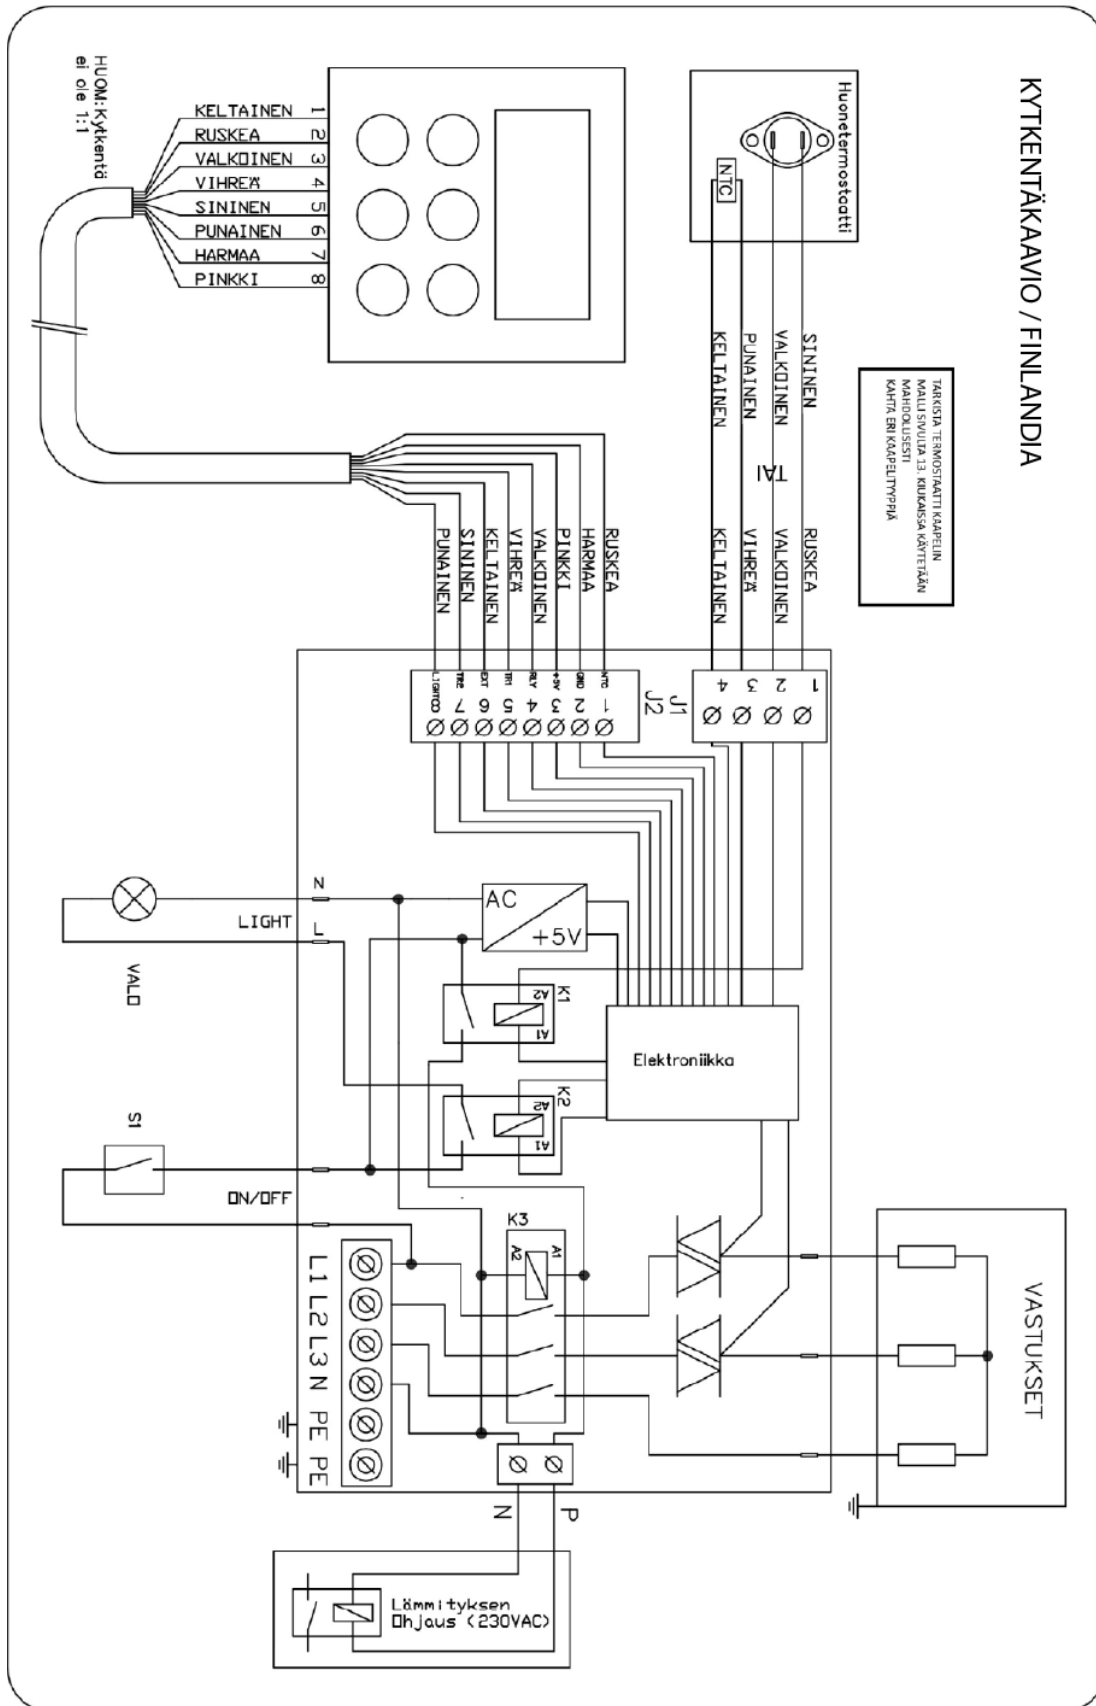 KYTKENTÄKAAVIO / FINLANDIA
HUOM: Kytkentä
ei ole 1:1
KELTAINEN 1
RUSKEA 2
VALKOINEN 3
VIHREÄ 4
SININEN 5
PUNAINEN 6
HARMAA 7
PINKKI 8
Huonetermostaatti
NTC
SININEN
VALKOINEN
PUNAINEN
KELTAINEN
TAI
RUSKEA
VALKOINEN
VIHREÄ
KELTAINEN
TARKISTA TERMOSTAATTI KAAPELIN
MALLI SIVULTA 13. KIUKAISSA KÄYTETÄÄN
MAHDOLLISESTI
KAHTA ERI KAAPELITYYPPIÄ
RUSKEA
HARMAA
PINKKI
VALKOINEN
VIHREÄ
KELTAINEN
SININEN
PUNAINEN
J1
1
2
3
4
J2
NTC 1
GND 2
+5V 3
RLY 4
TR1 5
EXT 6
TR2 7
LIGHT 8
N
LIGHT L
VALO
AC
+5V
K1
A2
A1
Elektroniikka
K2
A2
A1
S1
ON/OFF
K3
A2
A1
L1
L2
L3
N
PE
PE
VASTUKSET
N
P
Lämmityksen
Ohjaus (230VAC)